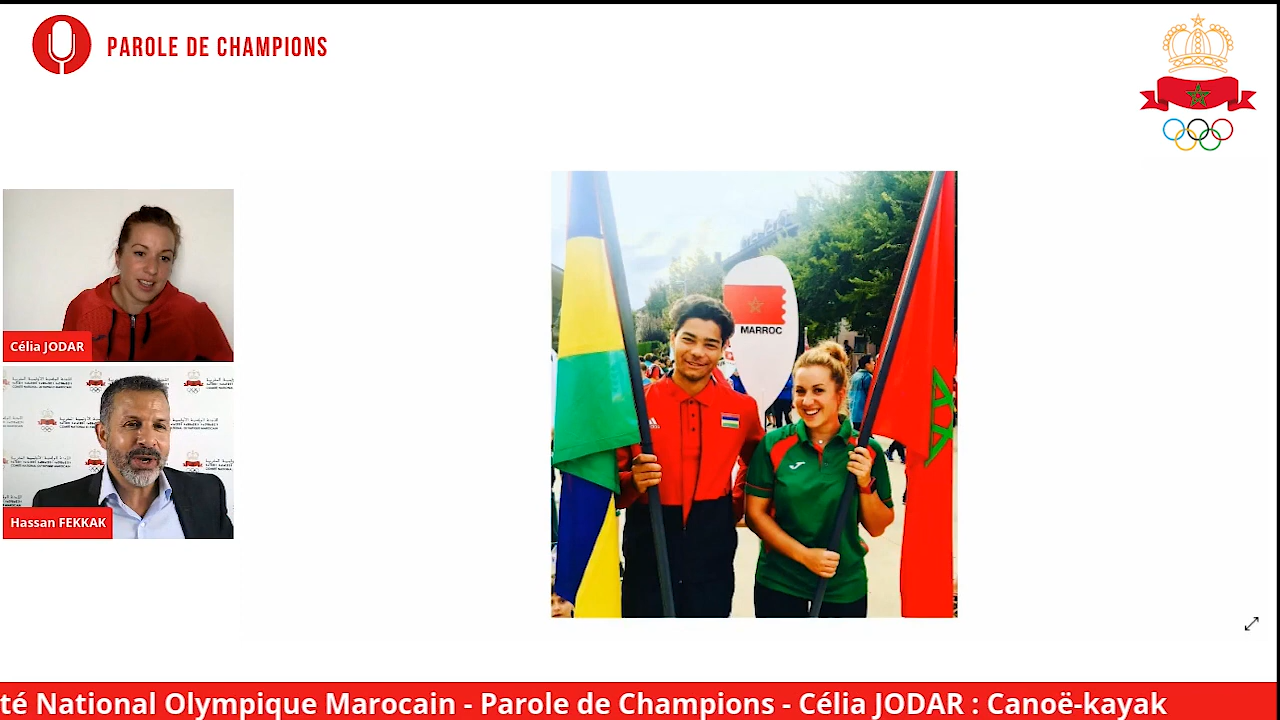 PAROLE DE CHAMPIONS
MARROC
Célia JODAR
Hassan FEKKAK
té National Olympique Marocain - Parole de Champions - Célia JODAR : Canoë-kayak